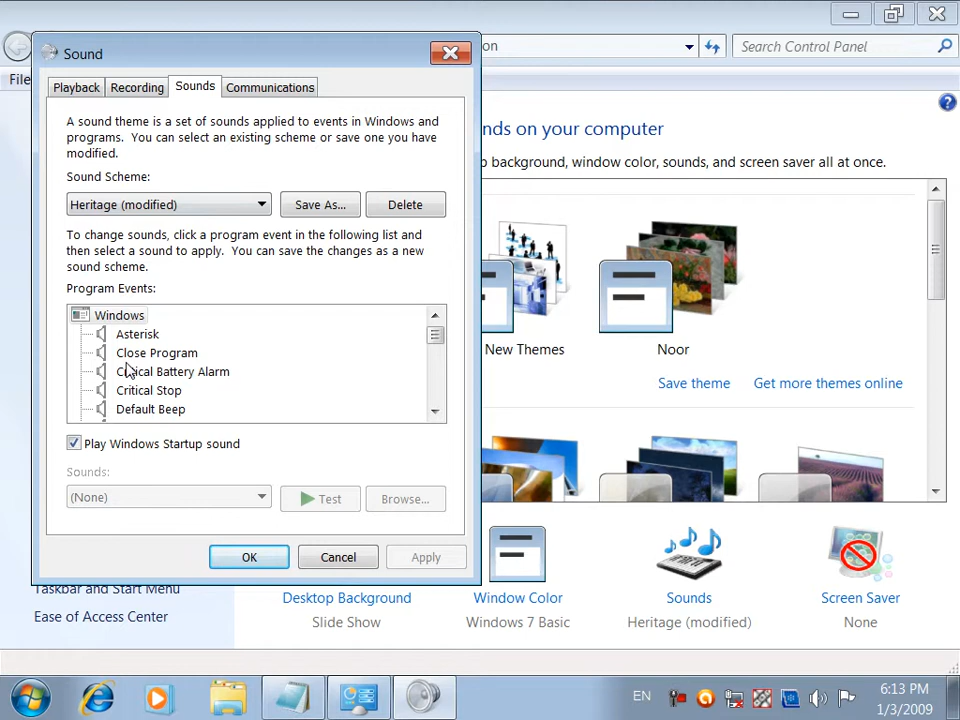 Sound
on
Search Control Panel
File
Playback
Recording
Sounds
Communications
A sound theme is a set of sounds applied to events in Windows and
programs. You can select an existing scheme or save one you have
modified.
Sound Scheme:
Heritage (modified)
Save As...
Delete
To change sounds, click a program event in the following list and
then select a sound to apply. You can save the changes as a new
sound scheme.
Program Events:
Windows
Asterisk
Close Program
Critical Battery Alarm
Critical Stop
Default Beep
Play Windows Startup sound
Sounds:
(None)
Test
Browse...
OK
Cancel
Apply
nds on your computer
p background, window color, sounds, and screen saver all at once.
New Themes
Noor
Save theme
Get more themes online
Desktop Background
Slide Show
Window Color
Windows 7 Basic
Sounds
Heritage (modified)
Screen Saver
None
Taskbar and Start Menu
Ease of Access Center
EN
6:13 PM
1/3/2009